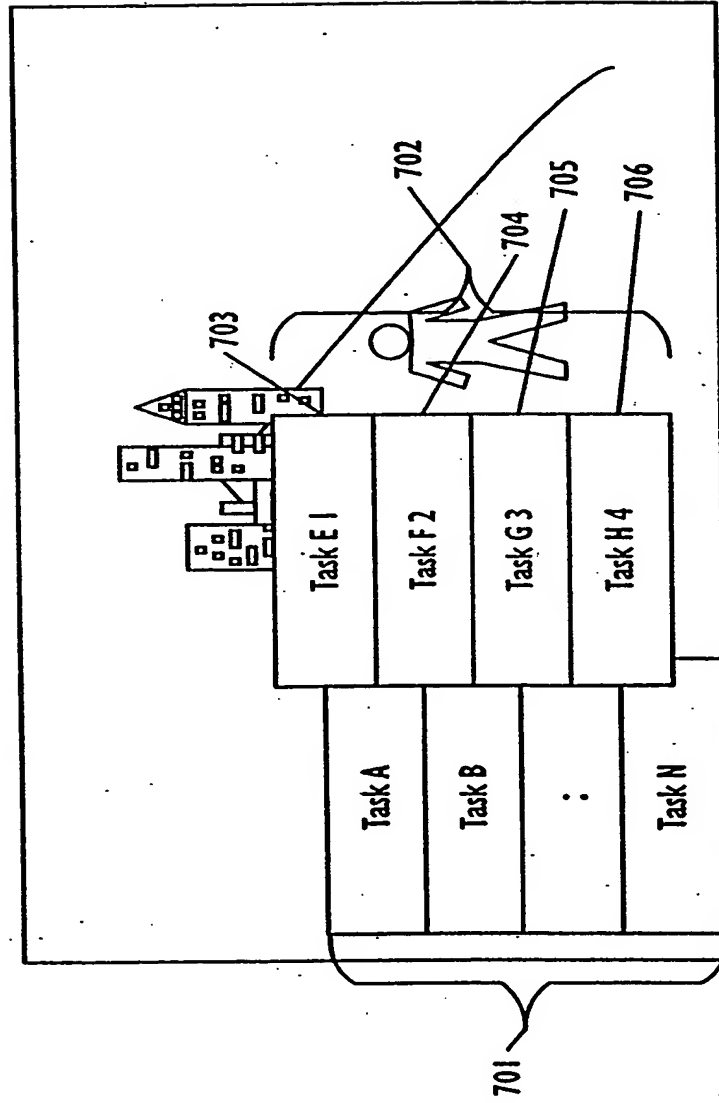 701
Task A
Task B
:
Task N
Task E 1
Task F 2
Task G 3
Task H 4
703
702
704
705
706